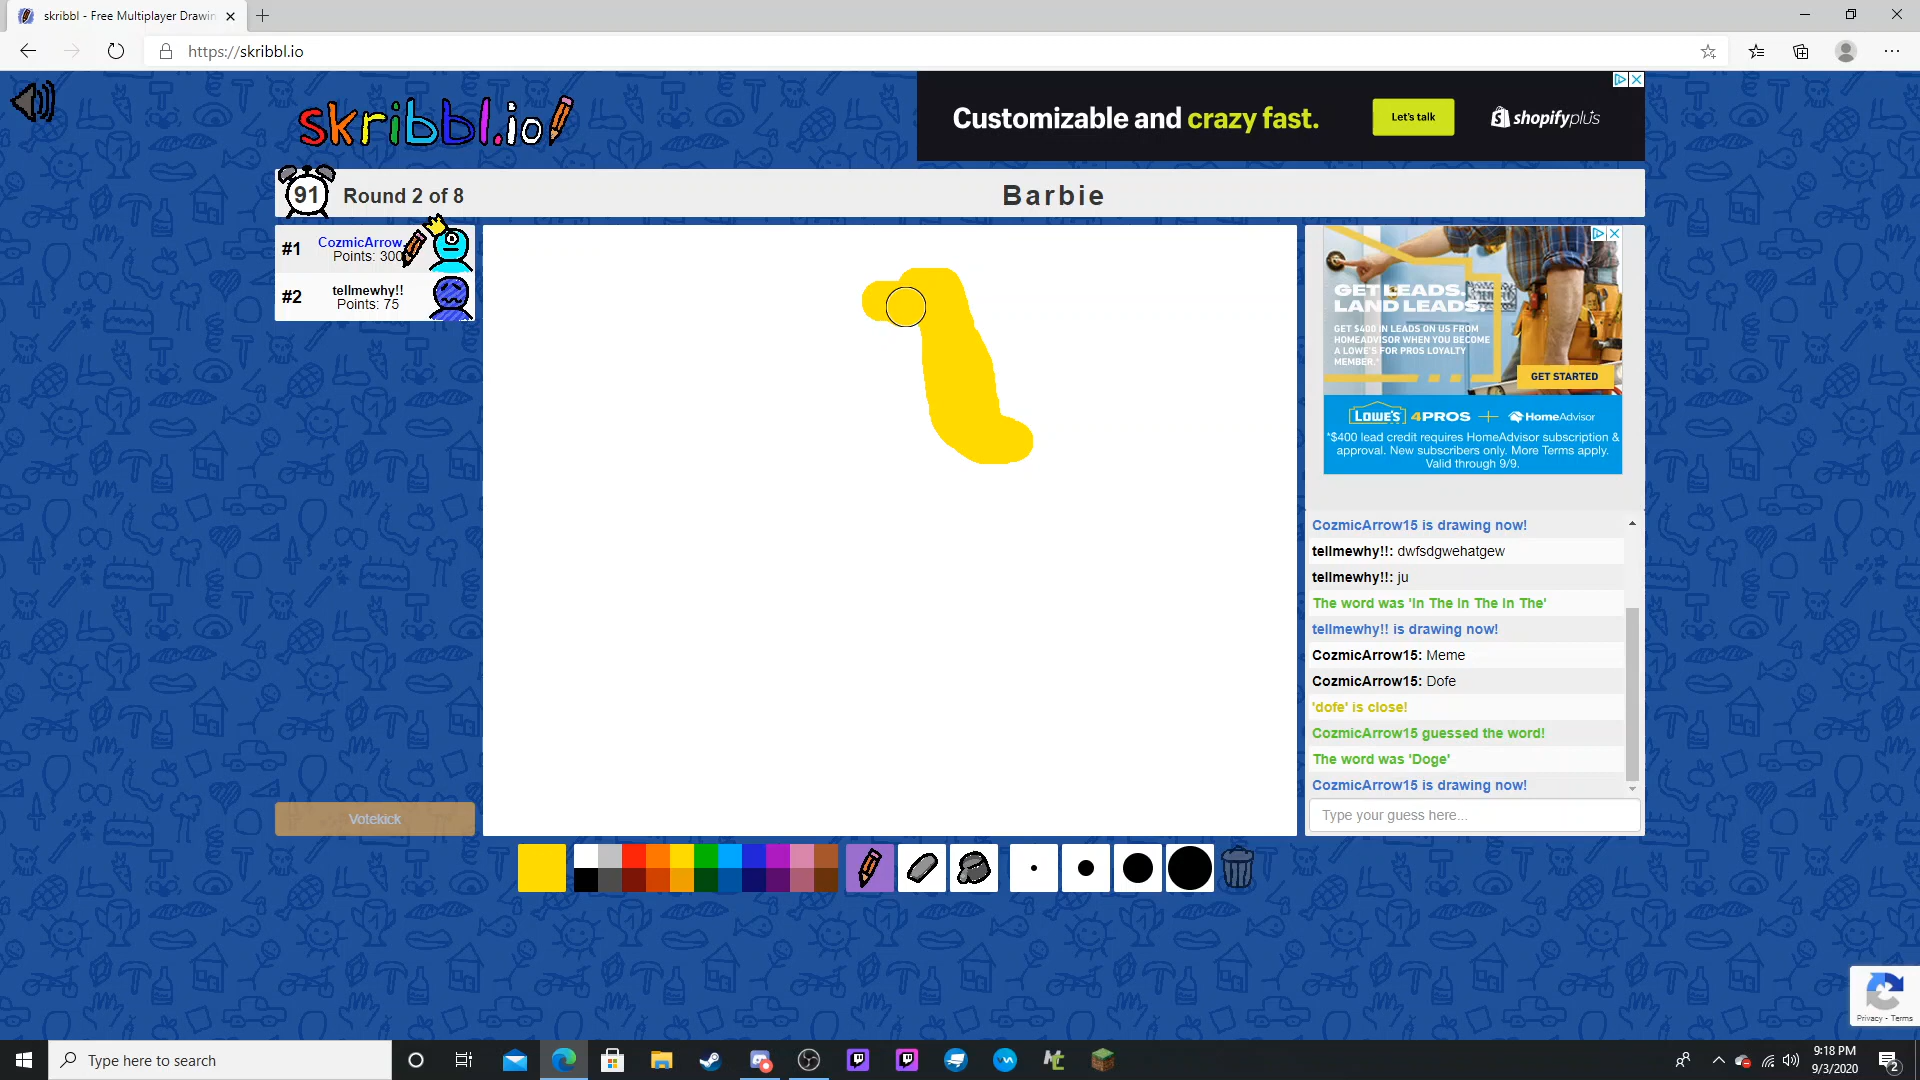 skribbl - Free Multiplayer Drawin
https://skribbl.io
skribbl.io
Customizable and crazy fast.
Let's talk
shopifyplus
91
Round 2 of 8
Barbie
#1
CozmicArrow
Points: 300
#2
tellmewhy!!
Points: 75
GET LEADS.
LAND LEADS.
GET $400 IN LEADS ON US FROM
HOMEADVISOR WHEN YOU BECOME
A LOWE'S FOR PROS LOYALTY
MEMBER.*
GET STARTED
LOWE'S 4PROS + HomeAdvisor
*$400 lead credit requires HomeAdvisor subscription &
approval. New subscribers only. More Terms apply.
Valid through 9/9.
CozmicArrow15 is drawing now!
tellmewhy!!: dwfsdgwehatgew
tellmewhy!!: ju
The word was 'In The In The In The'
tellmewhy!! is drawing now!
CozmicArrow15: Meme
CozmicArrow15: Dofe
'dofe' is close!
CozmicArrow15 guessed the word!
The word was 'Doge'
CozmicArrow15 is drawing now!
Type your guess here...
Votekick
Privacy - Terms
Type here to search
9:18 PM
9/3/2020
2